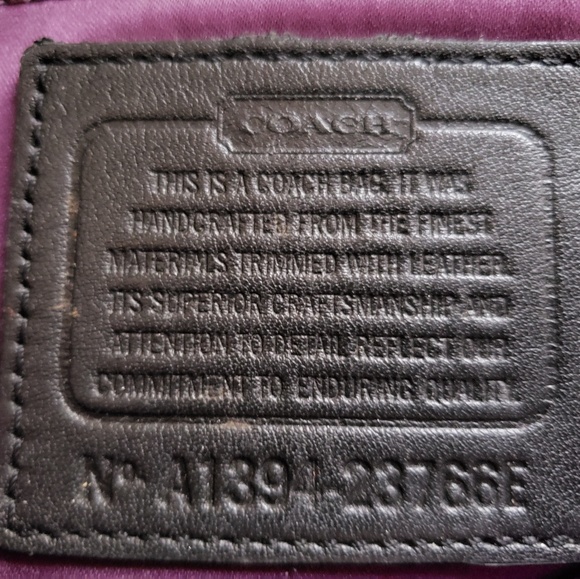 COACH
THIS IS A COACH BAG. IT WAS
HANDCRAFTED FROM THE FINEST
MATERIALS TRIMMED WITH LEATHER.
ITS SUPERIOR CRAFTSMANSHIP AND
ATTENTION TO DETAIL REFLECT OUR
COMMITMENT TO ENDURING QUALITY.
Nº A1394-23766E